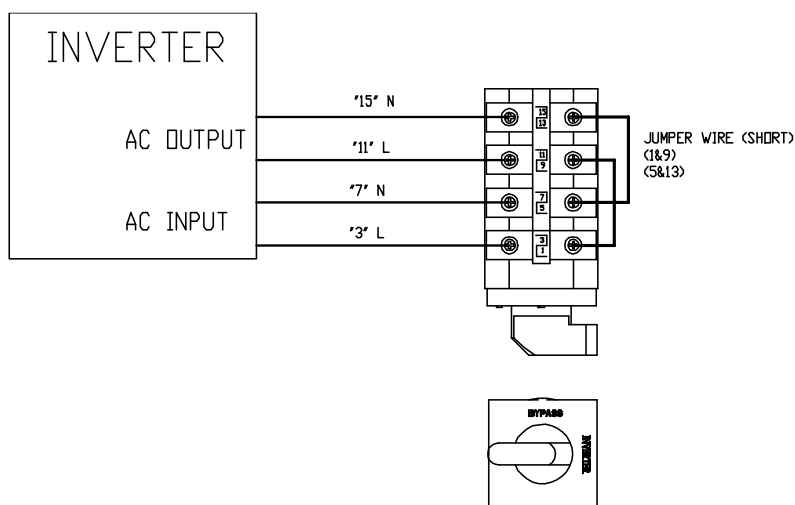 INVERTER
AC OUTPUT
AC INPUT
"15" N
"11" L
"7" N
"3" L
15
13
11
9
7
5
3
1
JUMPER WIRE (SHORT)
(1&9)
(5&13)
BYPASS
INVERTER